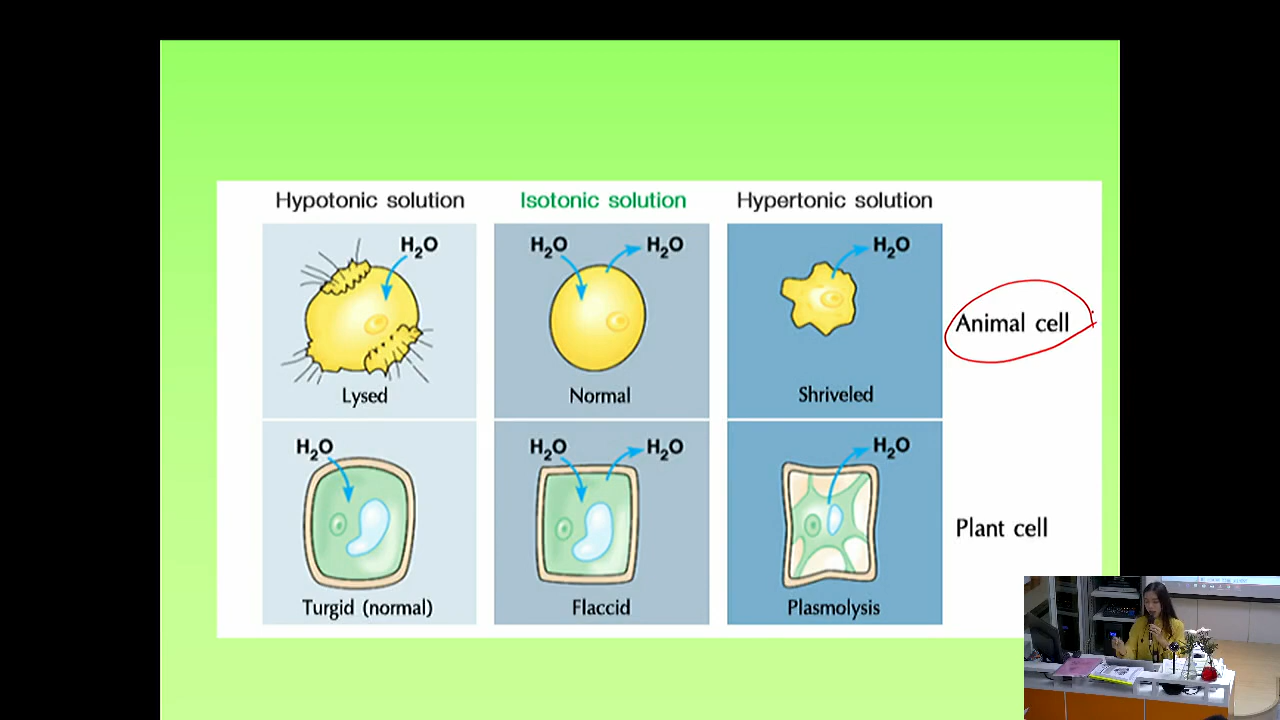 Hypotonic solution
Isotonic solution
Hypertonic solution
H₂O
H₂O
H₂O
H₂O
Lysed
Normal
Shriveled
Animal cell
H₂O
H₂O
H₂O
H₂O
Turgid (normal)
Flaccid
Plasmolysis
Plant cell